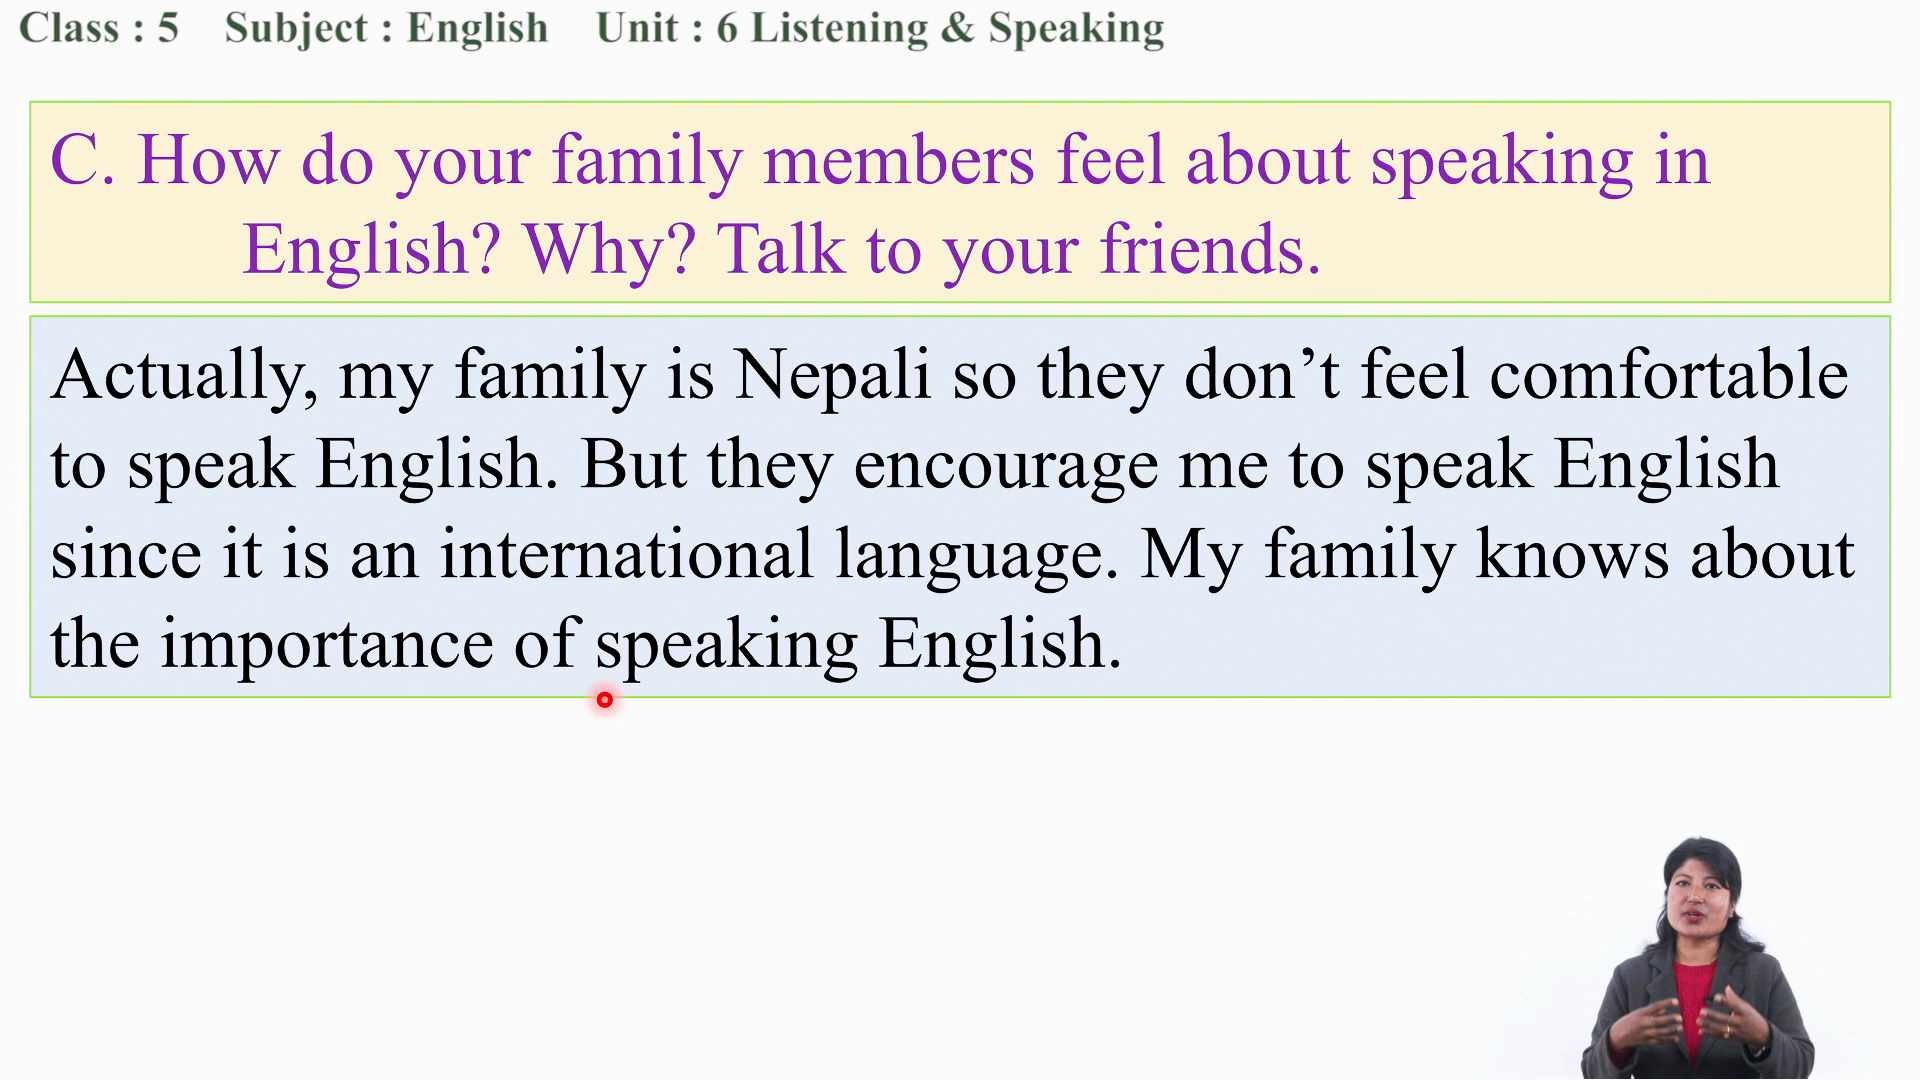 Class : 5 Subject : English Unit : 6 Listening & Speaking
C. How do your family members feel about speaking in
English? Why? Talk to your friends.
Actually, my family is Nepali so they don’t feel comfortable
to speak English. But they encourage me to speak English
since it is an international language. My family knows about
the importance of speaking English.